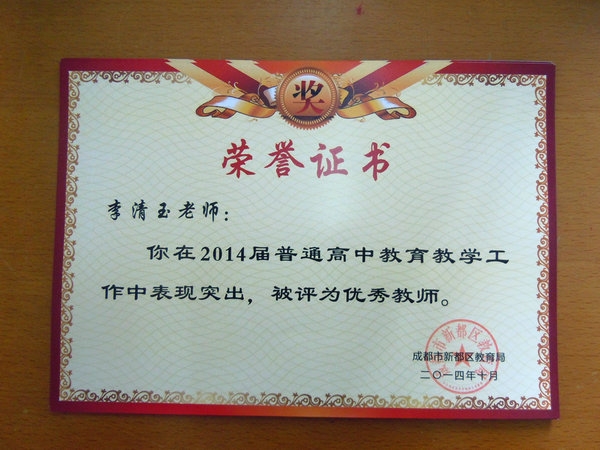 奖
荣誉证书
李清玉老师：
你在2014届普通高中教育教学工
作中表现突出，被评为优秀教师。
成都市新都区教育局
二〇一四年十月